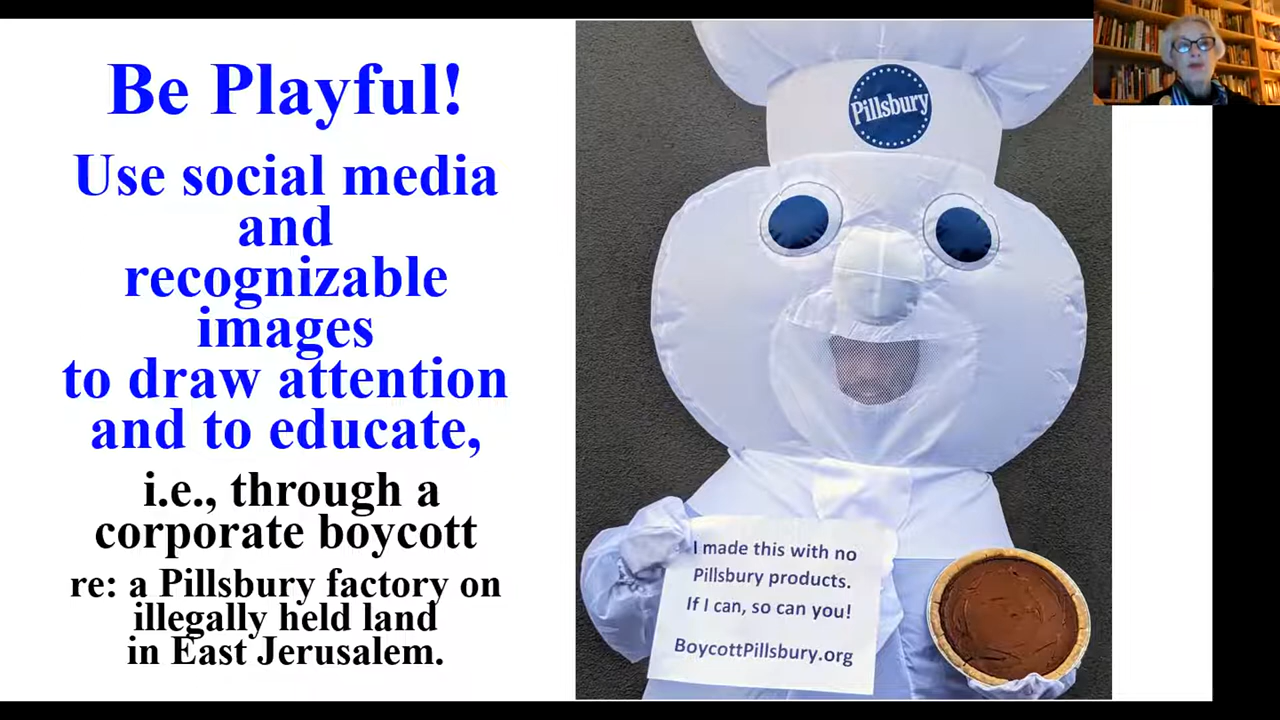 Be Playful!
Use social media
and
recognizable
images
to draw attention
and to educate,
i.e., through a
corporate boycott
re: a Pillsbury factory on
illegally held land
in East Jerusalem.
Pillsbury
I made this with no
Pillsbury products.
If I can, so can you!
BoycottPillsbury.org